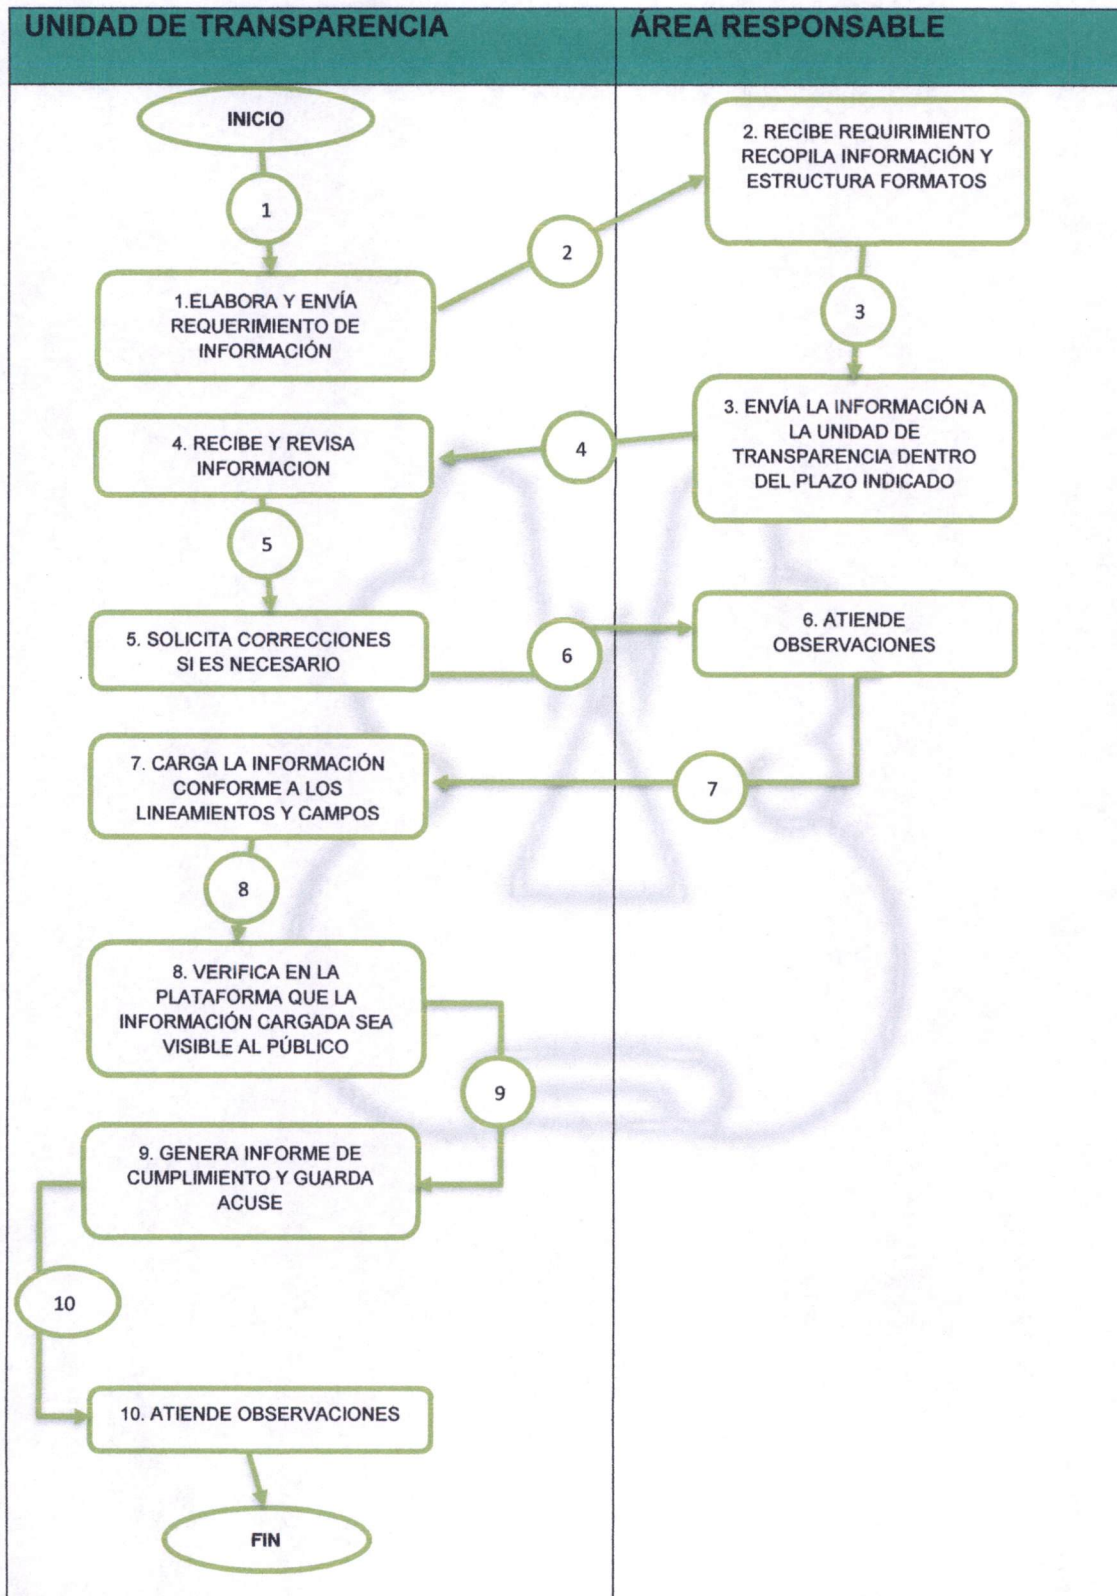 UNIDAD DE TRANSPARENCIA
ÁREA RESPONSABLE
INICIO
1
1.ELABORA Y ENVÍA
REQUERIMIENTO DE
INFORMACIÓN
2
2. RECIBE REQUIRIMIENTO
RECOPILA INFORMACIÓN Y
ESTRUCTURA FORMATOS
3
3. ENVÍA LA INFORMACIÓN A
LA UNIDAD DE
TRANSPARENCIA DENTRO
DEL PLAZO INDICADO
4
4. RECIBE Y REVISA
INFORMACION
5
5. SOLICITA CORRECCIONES
SI ES NECESARIO
6
6. ATIENDE
OBSERVACIONES
7
7. CARGA LA INFORMACIÓN
CONFORME A LOS
LINEAMIENTOS Y CAMPOS
8
8. VERIFICA EN LA
PLATAFORMA QUE LA
INFORMACIÓN CARGADA SEA
VISIBLE AL PÚBLICO
9
9. GENERA INFORME DE
CUMPLIMIENTO Y GUARDA
ACUSE
10
10. ATIENDE OBSERVACIONES
FIN